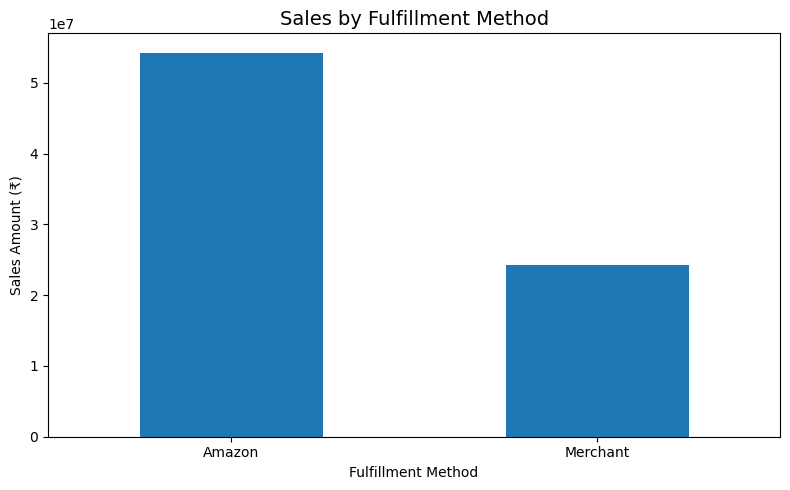 Sales by Fulfillment Method
1e7
5
4
3
2
1
0
Sales Amount (₹)
Amazon
Merchant
Fulfillment Method